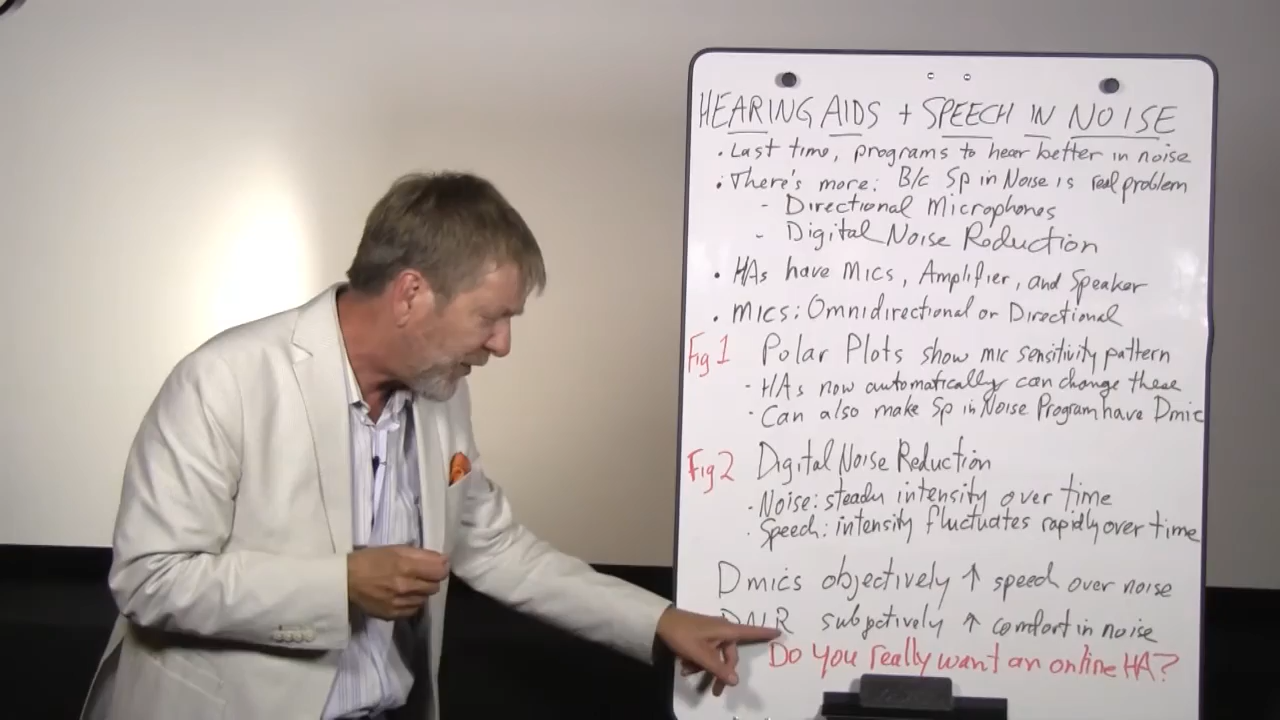 HEARING AIDS + SPEECH IN NOISE
• Last time, programs to hear better in noise
• There's more: B/c Sp in Noise is real problem
- Directional Microphones
- Digital Noise Roduction
• HAs have Mics, Amplifier, and Speaker
• MICS: Omnidirectional or Directional
Fig 1 Polar Plots show mic sensitivity pattern
- HAs now automatically can change these
- Can also make Sp in Noise Program have Dmic
Fig 2 Digital Noise Reduction
- Noise: steady intensity over time
- Speech: intensity fluctuates rapidly over time
Dmics objectively ↑ speech over noise
DNR subjectively ↑ comfort in noise
Do you really want an online HA?